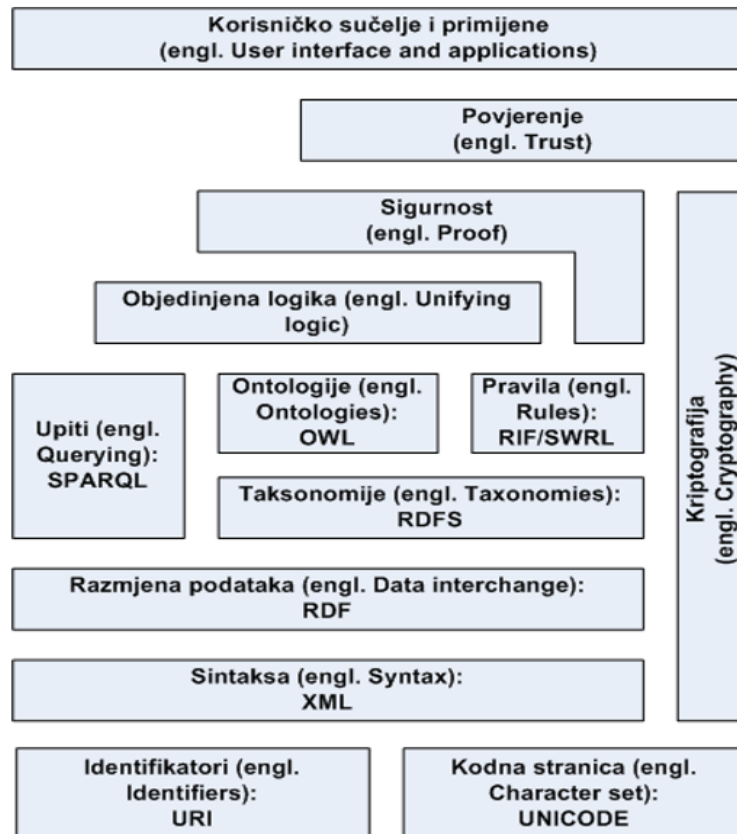 Korisničko sučelje i primijene
(engl. User interface and applications)
Povjerenje
(engl. Trust)
Sigurnost
(engl. Proof)
Objedinjena logika (engl. Unifying
logic)
Upiti (engl.
Querying):
SPARQL
Ontologije (engl.
Ontologies):
OWL
Pravila (engl.
Rules):
RIF/SWRL
Taksonomije (engl. Taxonomies):
RDFS
Kriptografija
(engl. Cryptography)
Razmjena podataka (engl. Data interchange):
RDF
Sintaksa (engl. Syntax):
XML
Identifikatori (engl.
Identifiers):
URI
Kodna stranica (engl.
Character set):
UNICODE